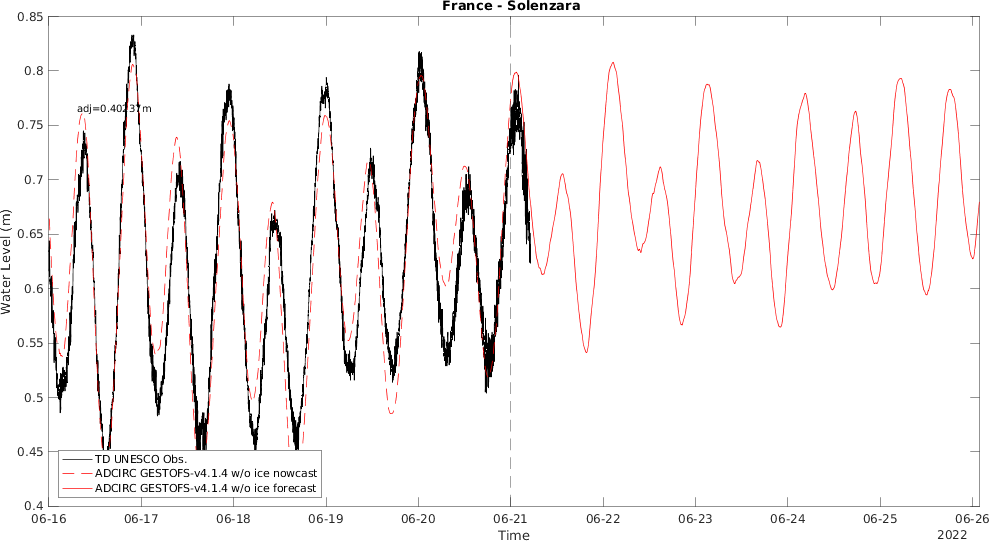 France - Solenzara
0.85
0.8
0.75
0.7
0.65
0.6
0.55
0.5
0.45
0.4
Water Level (m)
adj=0.40237m
TD UNESCO Obs.
ADCIRC GESTOFS-v4.1.4 w/o ice nowcast
ADCIRC GESTOFS-v4.1.4 w/o ice forecast
06-16 06-17 06-18 06-19 06-20 06-21 06-22 06-23 06-24 06-25 06-26
Time
2022